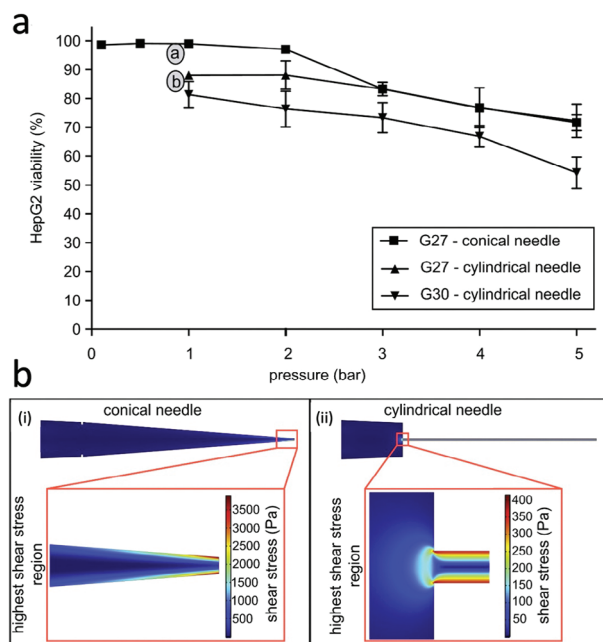 a
100
90
80
70
60
50
40
30
20
10
0
HepG2 viability (%)
a
b
G27 - conical needle
G27 - cylindrical needle
G30 - cylindrical needle
0 1 2 3 4 5
pressure (bar)
b
(i) conical needle
highest shear stress
region
3500
3000
2500
2000
1500
1000
500
shear stress (Pa)
(ii) cylindrical needle
highest shear stress
region
400
350
300
250
200
150
100
50
0
shear stress (Pa)